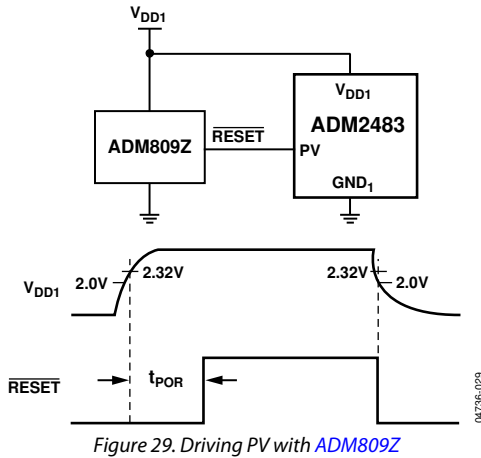 VDD1
VDD1
ADM2483
ADM809Z
RESET
PV
GND1
VDD1
2.0V
2.32V
2.32V
2.0V
RESET
tPOR
04736-029
Figure 29. Driving PV with ADM809Z